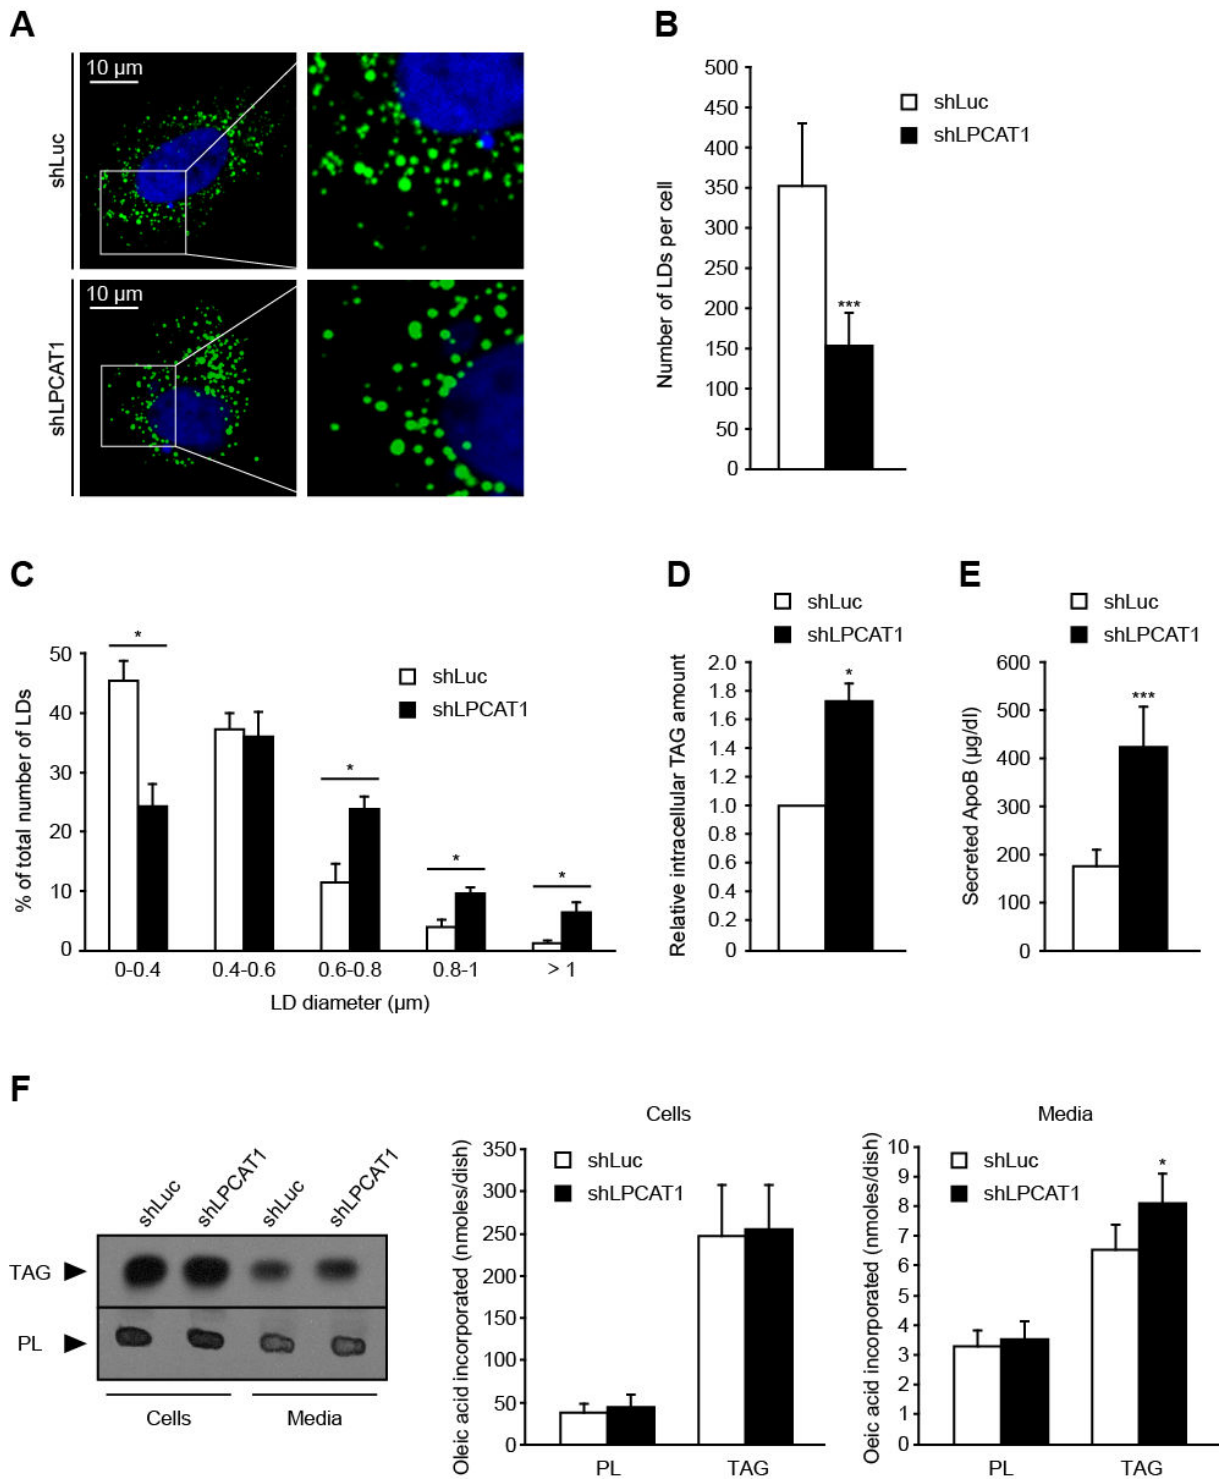 A
10 µm
shLuc
10 µm
shLPCAT1
B
500
450
400
350
300
250
200
150
100
50
0
Number of LDs per cell
shLuc
shLPCAT1
***
C
50
40
30
20
10
0
% of total number of LDs
shLuc
shLPCAT1
*
*
*
*
0-0.4 0.4-0.6 0.6-0.8 0.8-1 > 1
LD diameter (µm)
D
shLuc
shLPCAT1
2.0
1.8
1.6
1.4
1.2
1.0
0.8
0.6
0.4
0.2
0
Relative intracellular TAG amount
*
E
shLuc
shLPCAT1
600
500
400
300
200
100
0
Secreted ApoB (µg/dl)
***
F
shLuc shLPCAT1 shLuc shLPCAT1
TAG
PL
Cells Media
Cells
350
300
250
200
150
100
50
0
Oleic acid incorporated (nmoles/dish)
shLuc
shLPCAT1
PL TAG
Media
10
9
8
7
6
5
4
3
2
1
0
Oeic acid incorporated (nmoles/dish)
shLuc
shLPCAT1
*
PL TAG